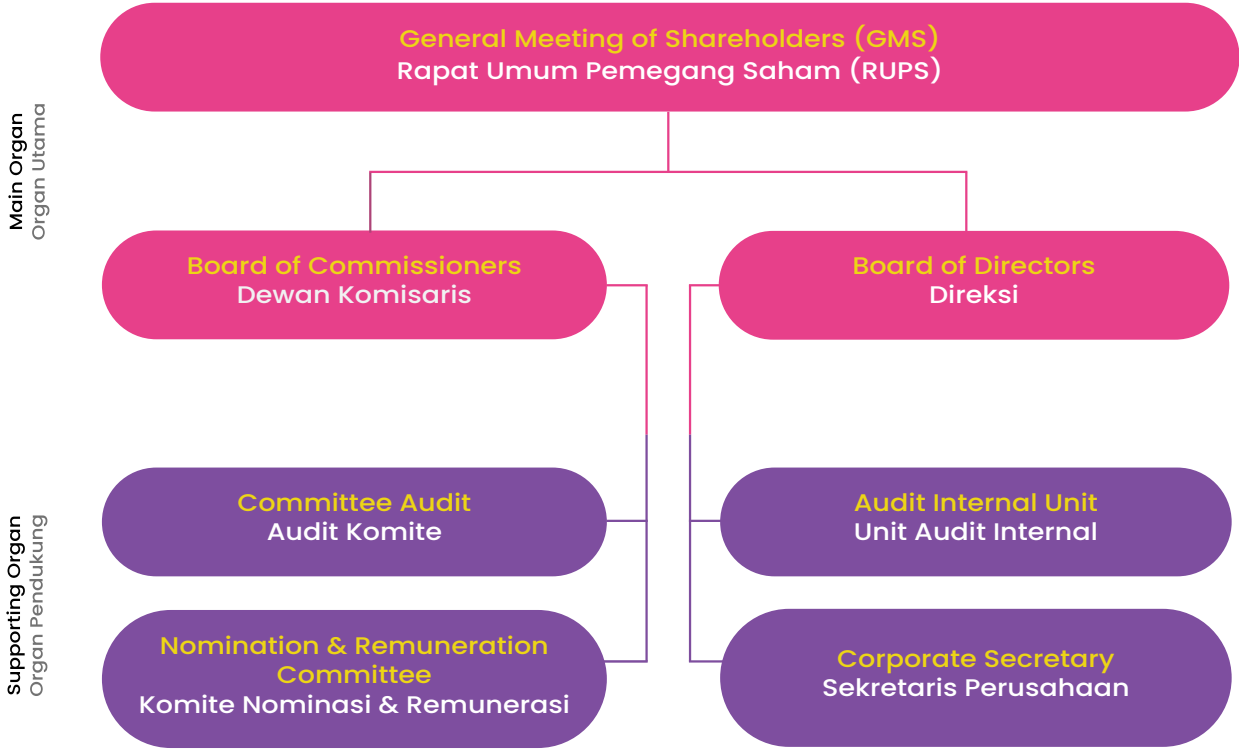 General Meeting of Shareholders (GMS)
Rapat Umum Pemegang Saham (RUPS)
Main Organ
Organ Utama
Board of Commissioners
Dewan Komisaris
Board of Directors
Direksi
Supporting Organ
Organ Pendukung
Committee Audit
Audit Komite
Audit Internal Unit
Unit Audit Internal
Nomination & Remuneration
Committee
Komite Nominasi & Remunerasi
Corporate Secretary
Sekretaris Perusahaan